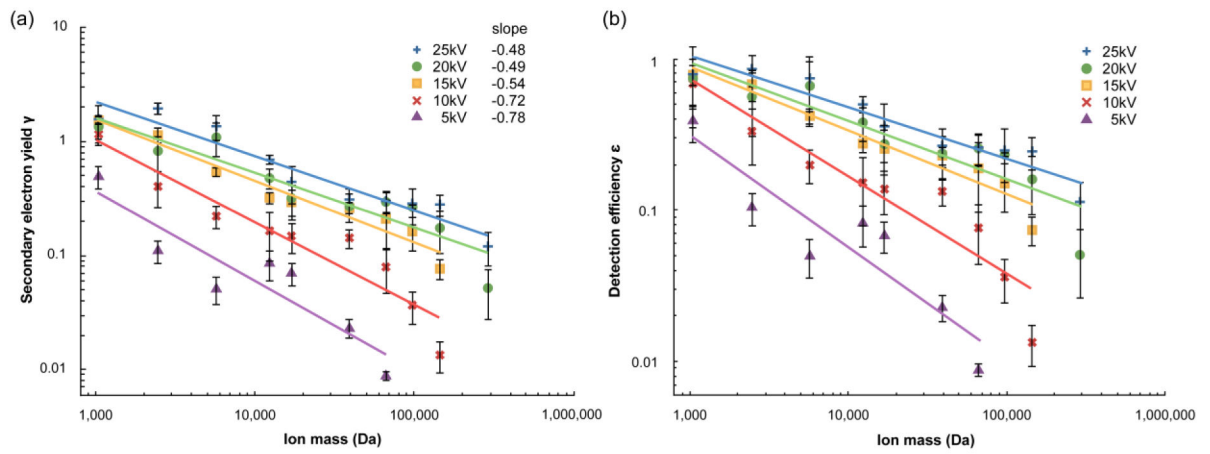 (a)
10
1
0.1
0.01
Secondary electron yield γ
slope
25kV -0.48
20kV -0.49
15kV -0.54
10kV -0.72
5kV -0.78
1,000 10,000 100,000 1,000,000
Ion mass (Da)
(b)
1
0.1
0.01
Detection efficiency ε
25kV
20kV
15kV
10kV
5kV
1,000 10,000 100,000 1,000,000
Ion mass (Da)